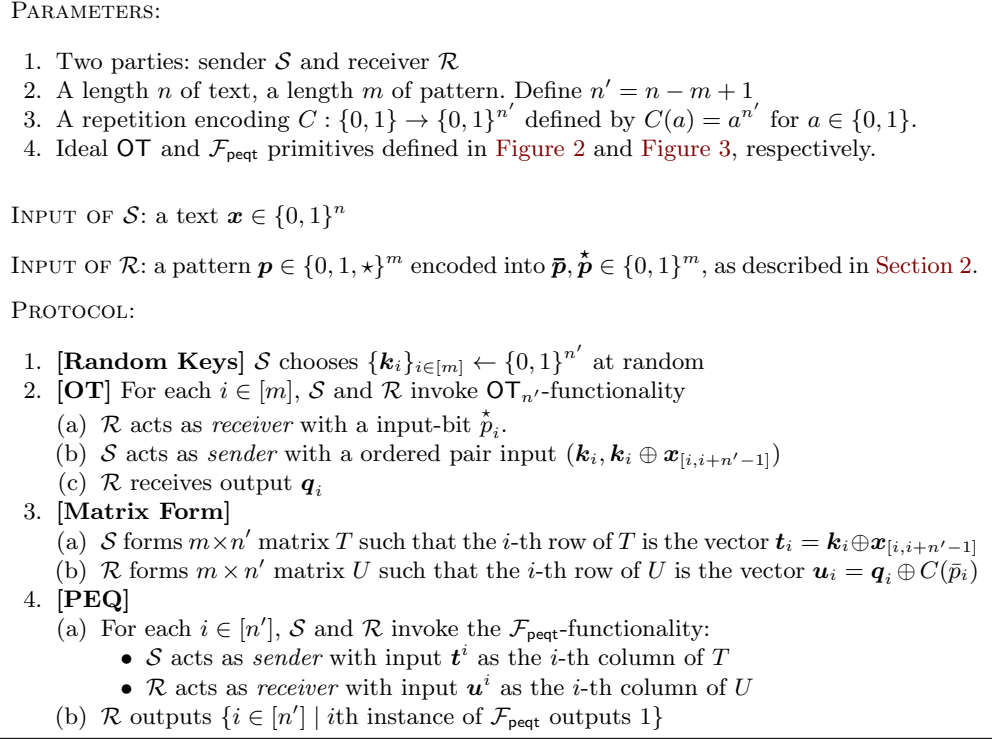 PARAMETERS:
1. Two parties: sender 𝒮 and receiver ℛ
2. A length n of text, a length m of pattern. Define n′ = n − m + 1
3. A repetition encoding C : {0, 1} → {0, 1}^{n′} defined by C(a) = a^{n′} for a ∈ {0, 1}.
4. Ideal OT and ℱ_peqt primitives defined in Figure 2 and Figure 3, respectively.
INPUT OF 𝒮: a text 𝒙 ∈ {0, 1}^n
INPUT OF ℛ: a pattern 𝒑 ∈ {0, 1, ⋆}^m encoded into 𝒑̄, 𝒑⃰ ∈ {0, 1}^m, as described in Section 2.
PROTOCOL:
1. [Random Keys] 𝒮 chooses {𝒌_i}_{i∈[m]} ← {0, 1}^{n′} at random
2. [OT] For each i ∈ [m], 𝒮 and ℛ invoke OT_{n′}-functionality
(a) ℛ acts as receiver with a input-bit p⃰_i.
(b) 𝒮 acts as sender with a ordered pair input (𝒌_i, 𝒌_i ⊕ 𝒙_{[i,i+n′−1]})
(c) ℛ receives output 𝒒_i
3. [Matrix Form]
(a) 𝒮 forms m×n′ matrix T such that the i-th row of T is the vector 𝒕_i = 𝒌_i⊕𝒙_{[i,i+n′−1]}
(b) ℛ forms m × n′ matrix U such that the i-th row of U is the vector 𝒖_i = 𝒒_i ⊕ C(p̄_i)
4. [PEQ]
(a) For each i ∈ [n′], 𝒮 and ℛ invoke the ℱ_peqt-functionality:
• 𝒮 acts as sender with input 𝒕^i as the i-th column of T
• ℛ acts as receiver with input 𝒖^i as the i-th column of U
(b) ℛ outputs {i ∈ [n′] | ith instance of ℱ_peqt outputs 1}